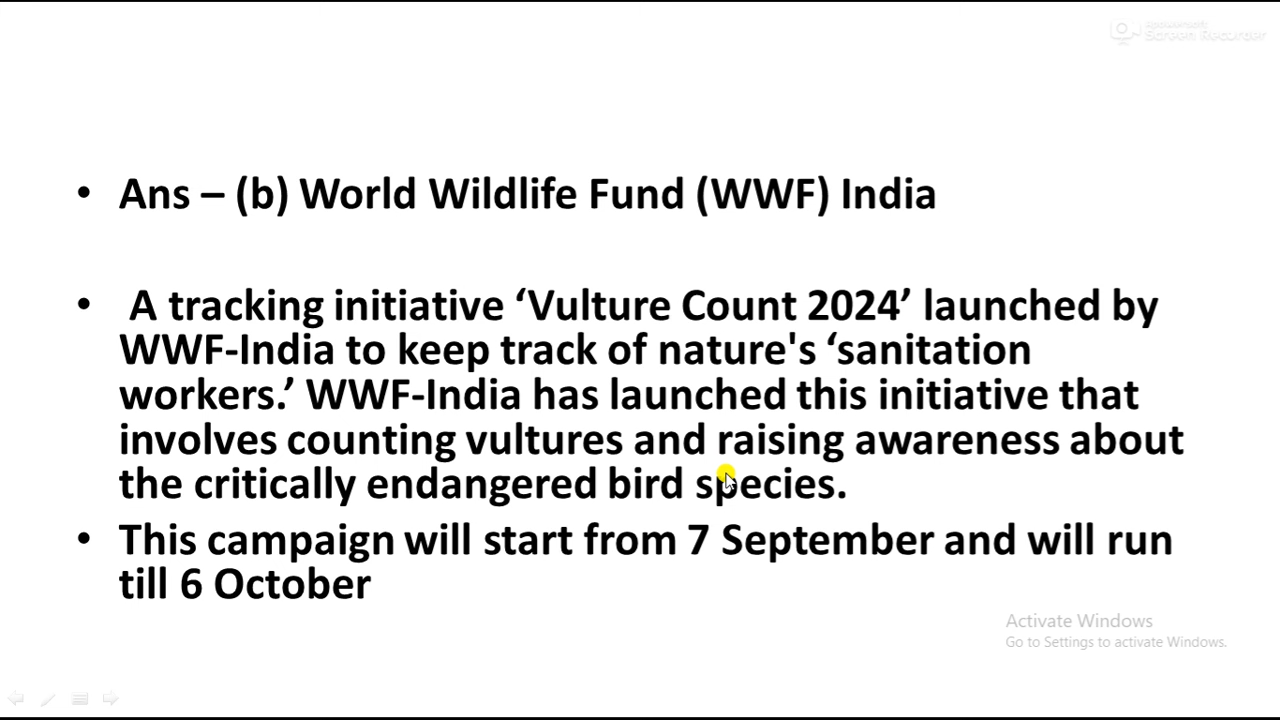 Apowersoft
Screen Recorder
• Ans – (b) World Wildlife Fund (WWF) India
• A tracking initiative ‘Vulture Count 2024’ launched by
WWF-India to keep track of nature's ‘sanitation
workers.’ WWF-India has launched this initiative that
involves counting vultures and raising awareness about
the critically endangered bird species.
• This campaign will start from 7 September and will run
till 6 October
Activate Windows
Go to Settings to activate Windows.